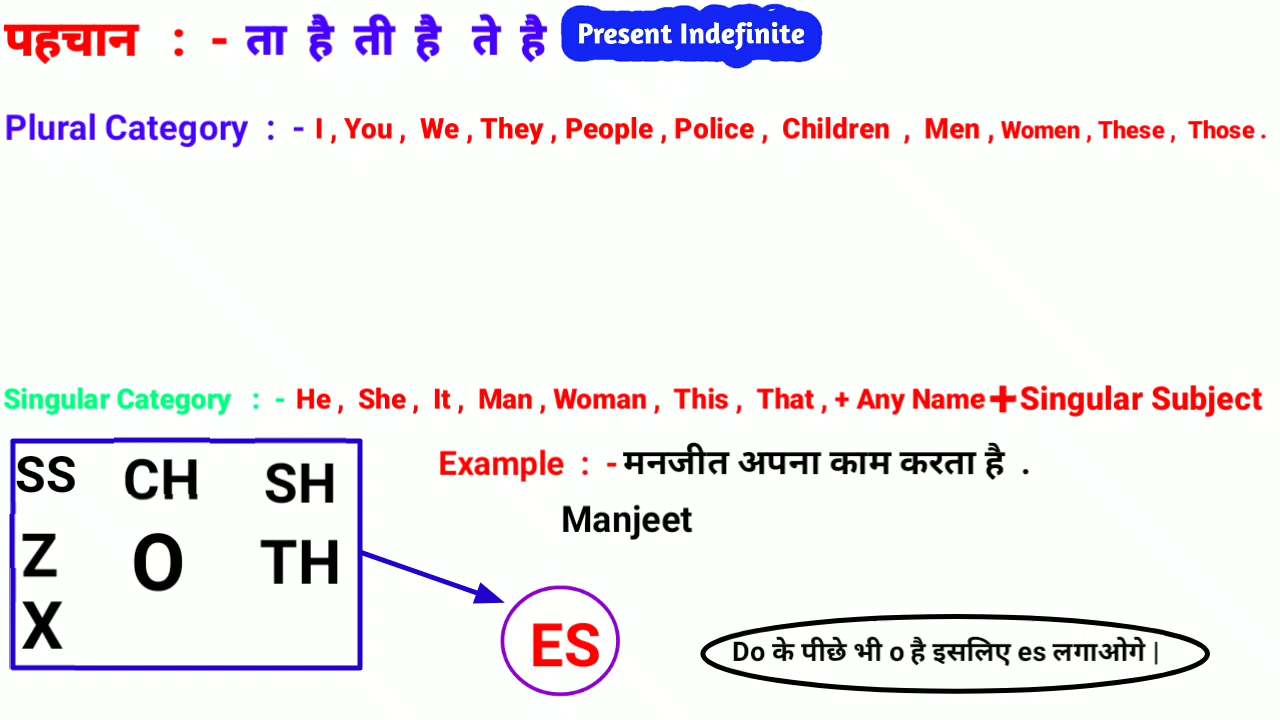 पहचान : - ता है ती है ते है Present Indefinite
Plural Category : - I , You , We , They , People , Police , Children , Men , Women , These , Those .
Singular Category : - He , She , It , Man , Woman , This , That , + Any Name + Singular Subject
Example : - मनजीत अपना काम करता है .
Manjeet
SS CH SH
Z O TH
X
ES
Do के पीछे भी o है इसलिए es लगाओगे |